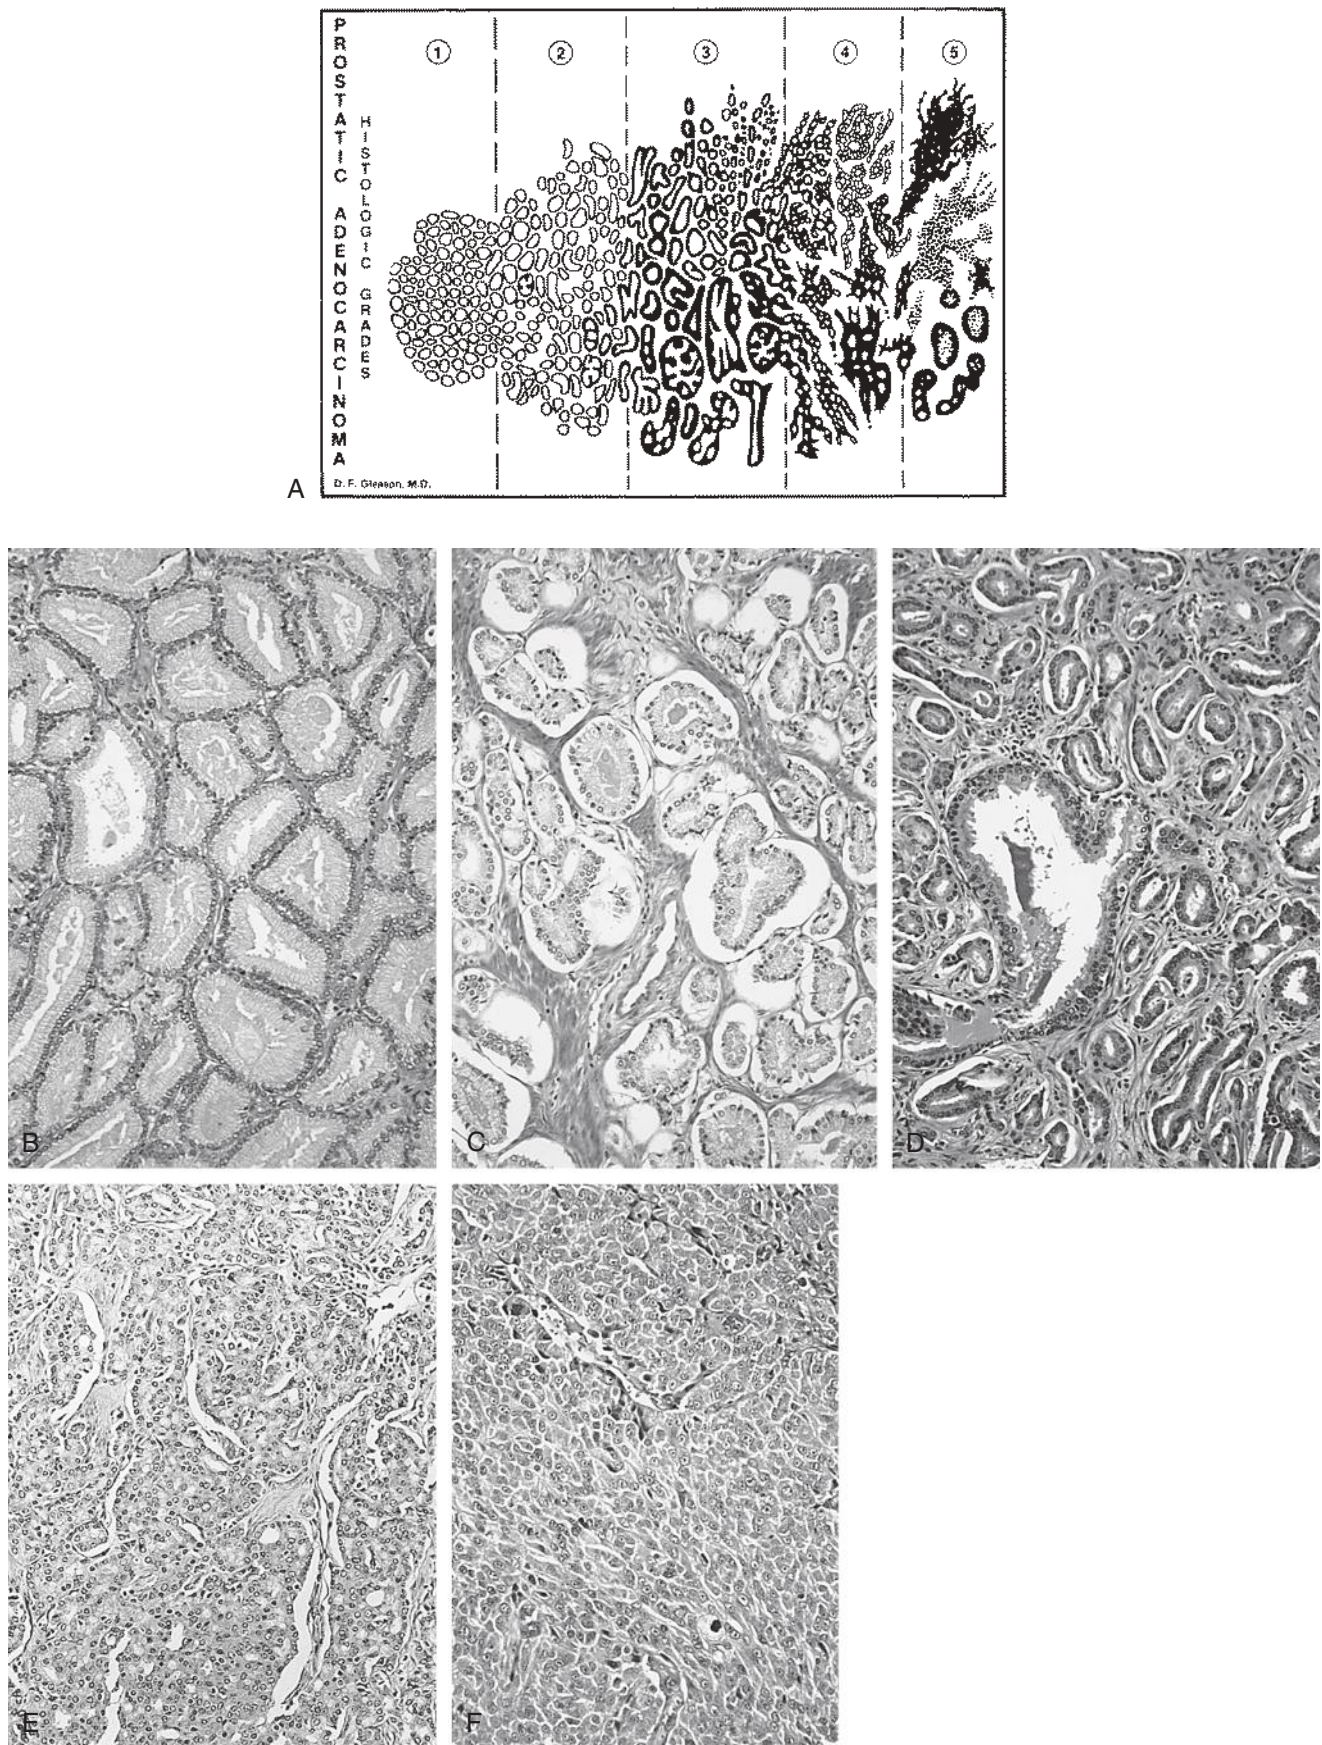 PROSTATIC ADENOCARCINOMA
HISTOLOGIC GRADES
1 2 3 4 5
D. F. Gleason, M.D.
A
B C D
E F